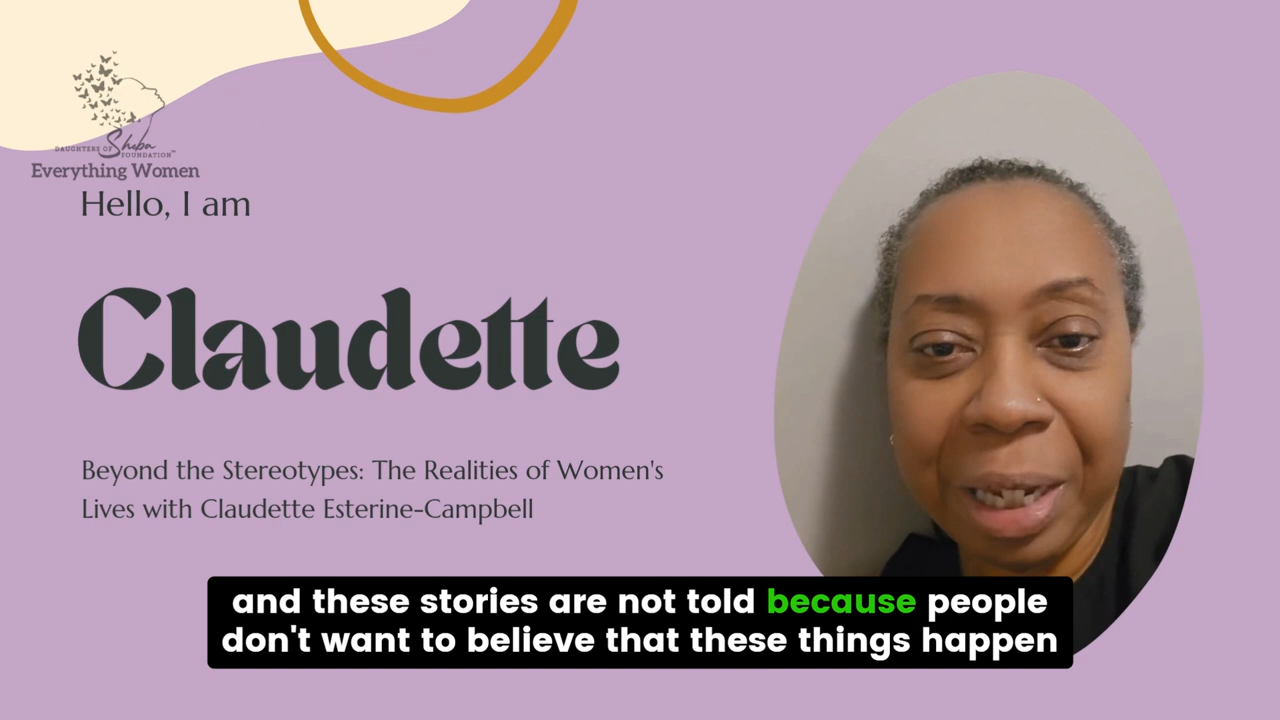 DAUGHTERS OF Sheba
FOUNDATION™
Everything Women
Hello, I am
Claudette
Beyond the Stereotypes: The Realities of Women's
Lives with Claudette Esterine-Campbell
and these stories are not told because people
don't want to believe that these things happen